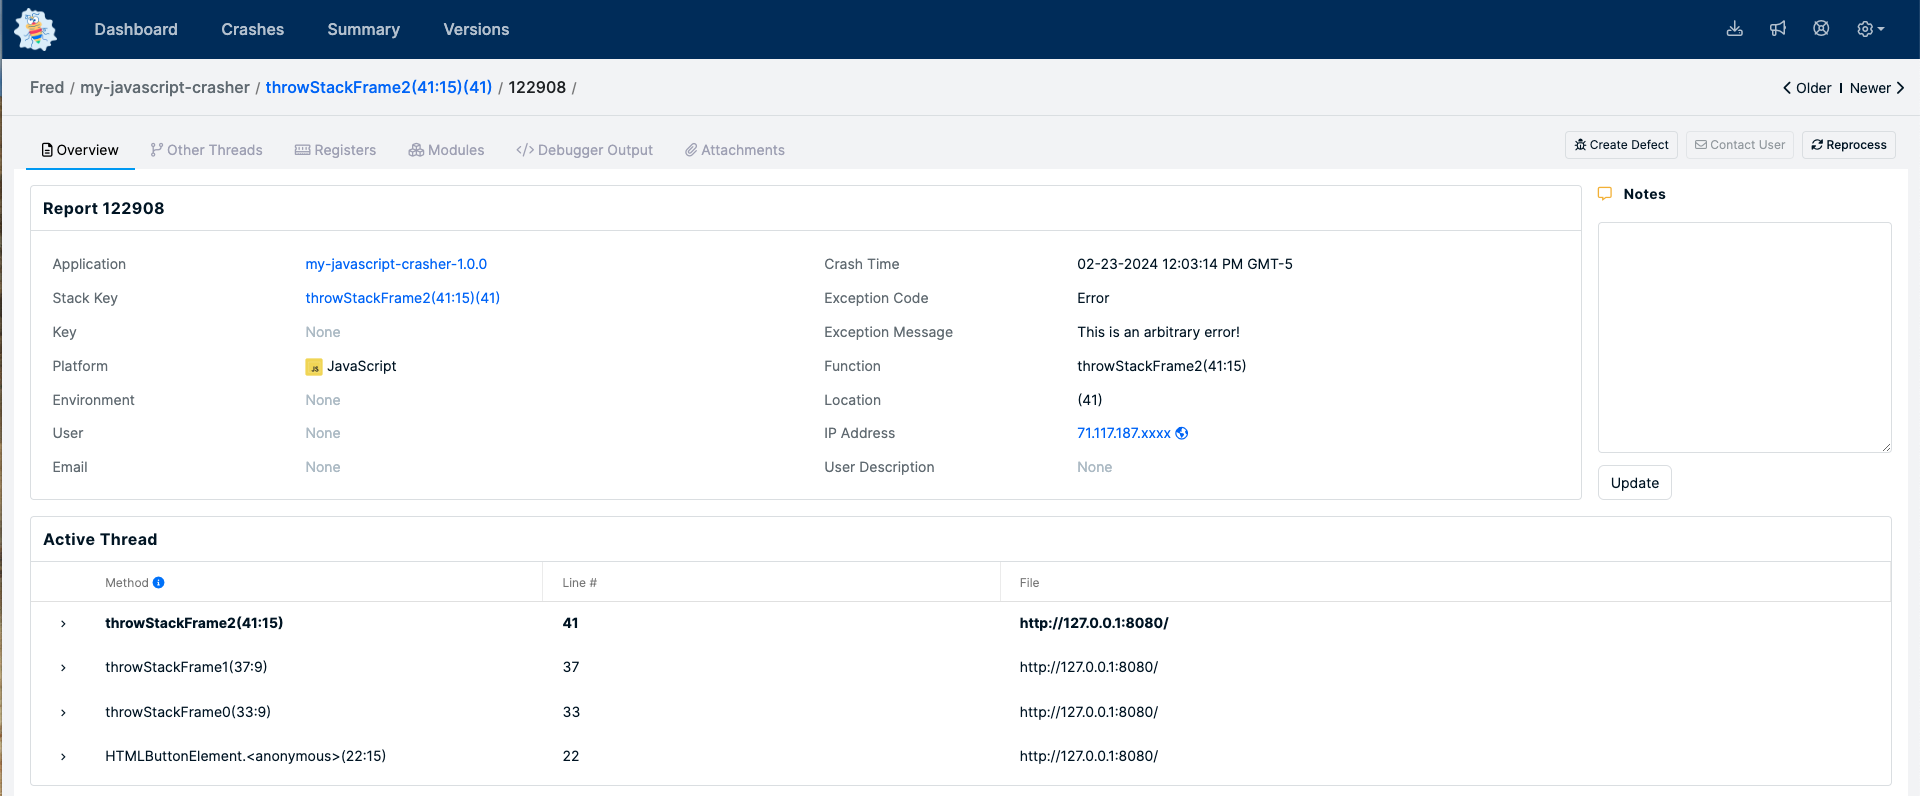 Dashboard Crashes Summary Versions
Fred / my-javascript-crasher / throwStackFrame2(41:15)(41) / 122908 / Older | Newer
Overview Other Threads Registers Modules </> Debugger Output Attachments Create Defect Contact User Reprocess
Report 122908
Notes
Application my-javascript-crasher-1.0.0 Crash Time 02-23-2024 12:03:14 PM GMT-5
Stack Key throwStackFrame2(41:15)(41) Exception Code Error
Key None Exception Message This is an arbitrary error!
Platform JS JavaScript Function throwStackFrame2(41:15)
Environment None Location (41)
User None IP Address 71.117.187.xxxx
Email None User Description None
Update
Active Thread
Method Line # File
throwStackFrame2(41:15) 41 http://127.0.0.1:8080/
throwStackFrame1(37:9) 37 http://127.0.0.1:8080/
throwStackFrame0(33:9) 33 http://127.0.0.1:8080/
HTMLButtonElement.<anonymous>(22:15) 22 http://127.0.0.1:8080/